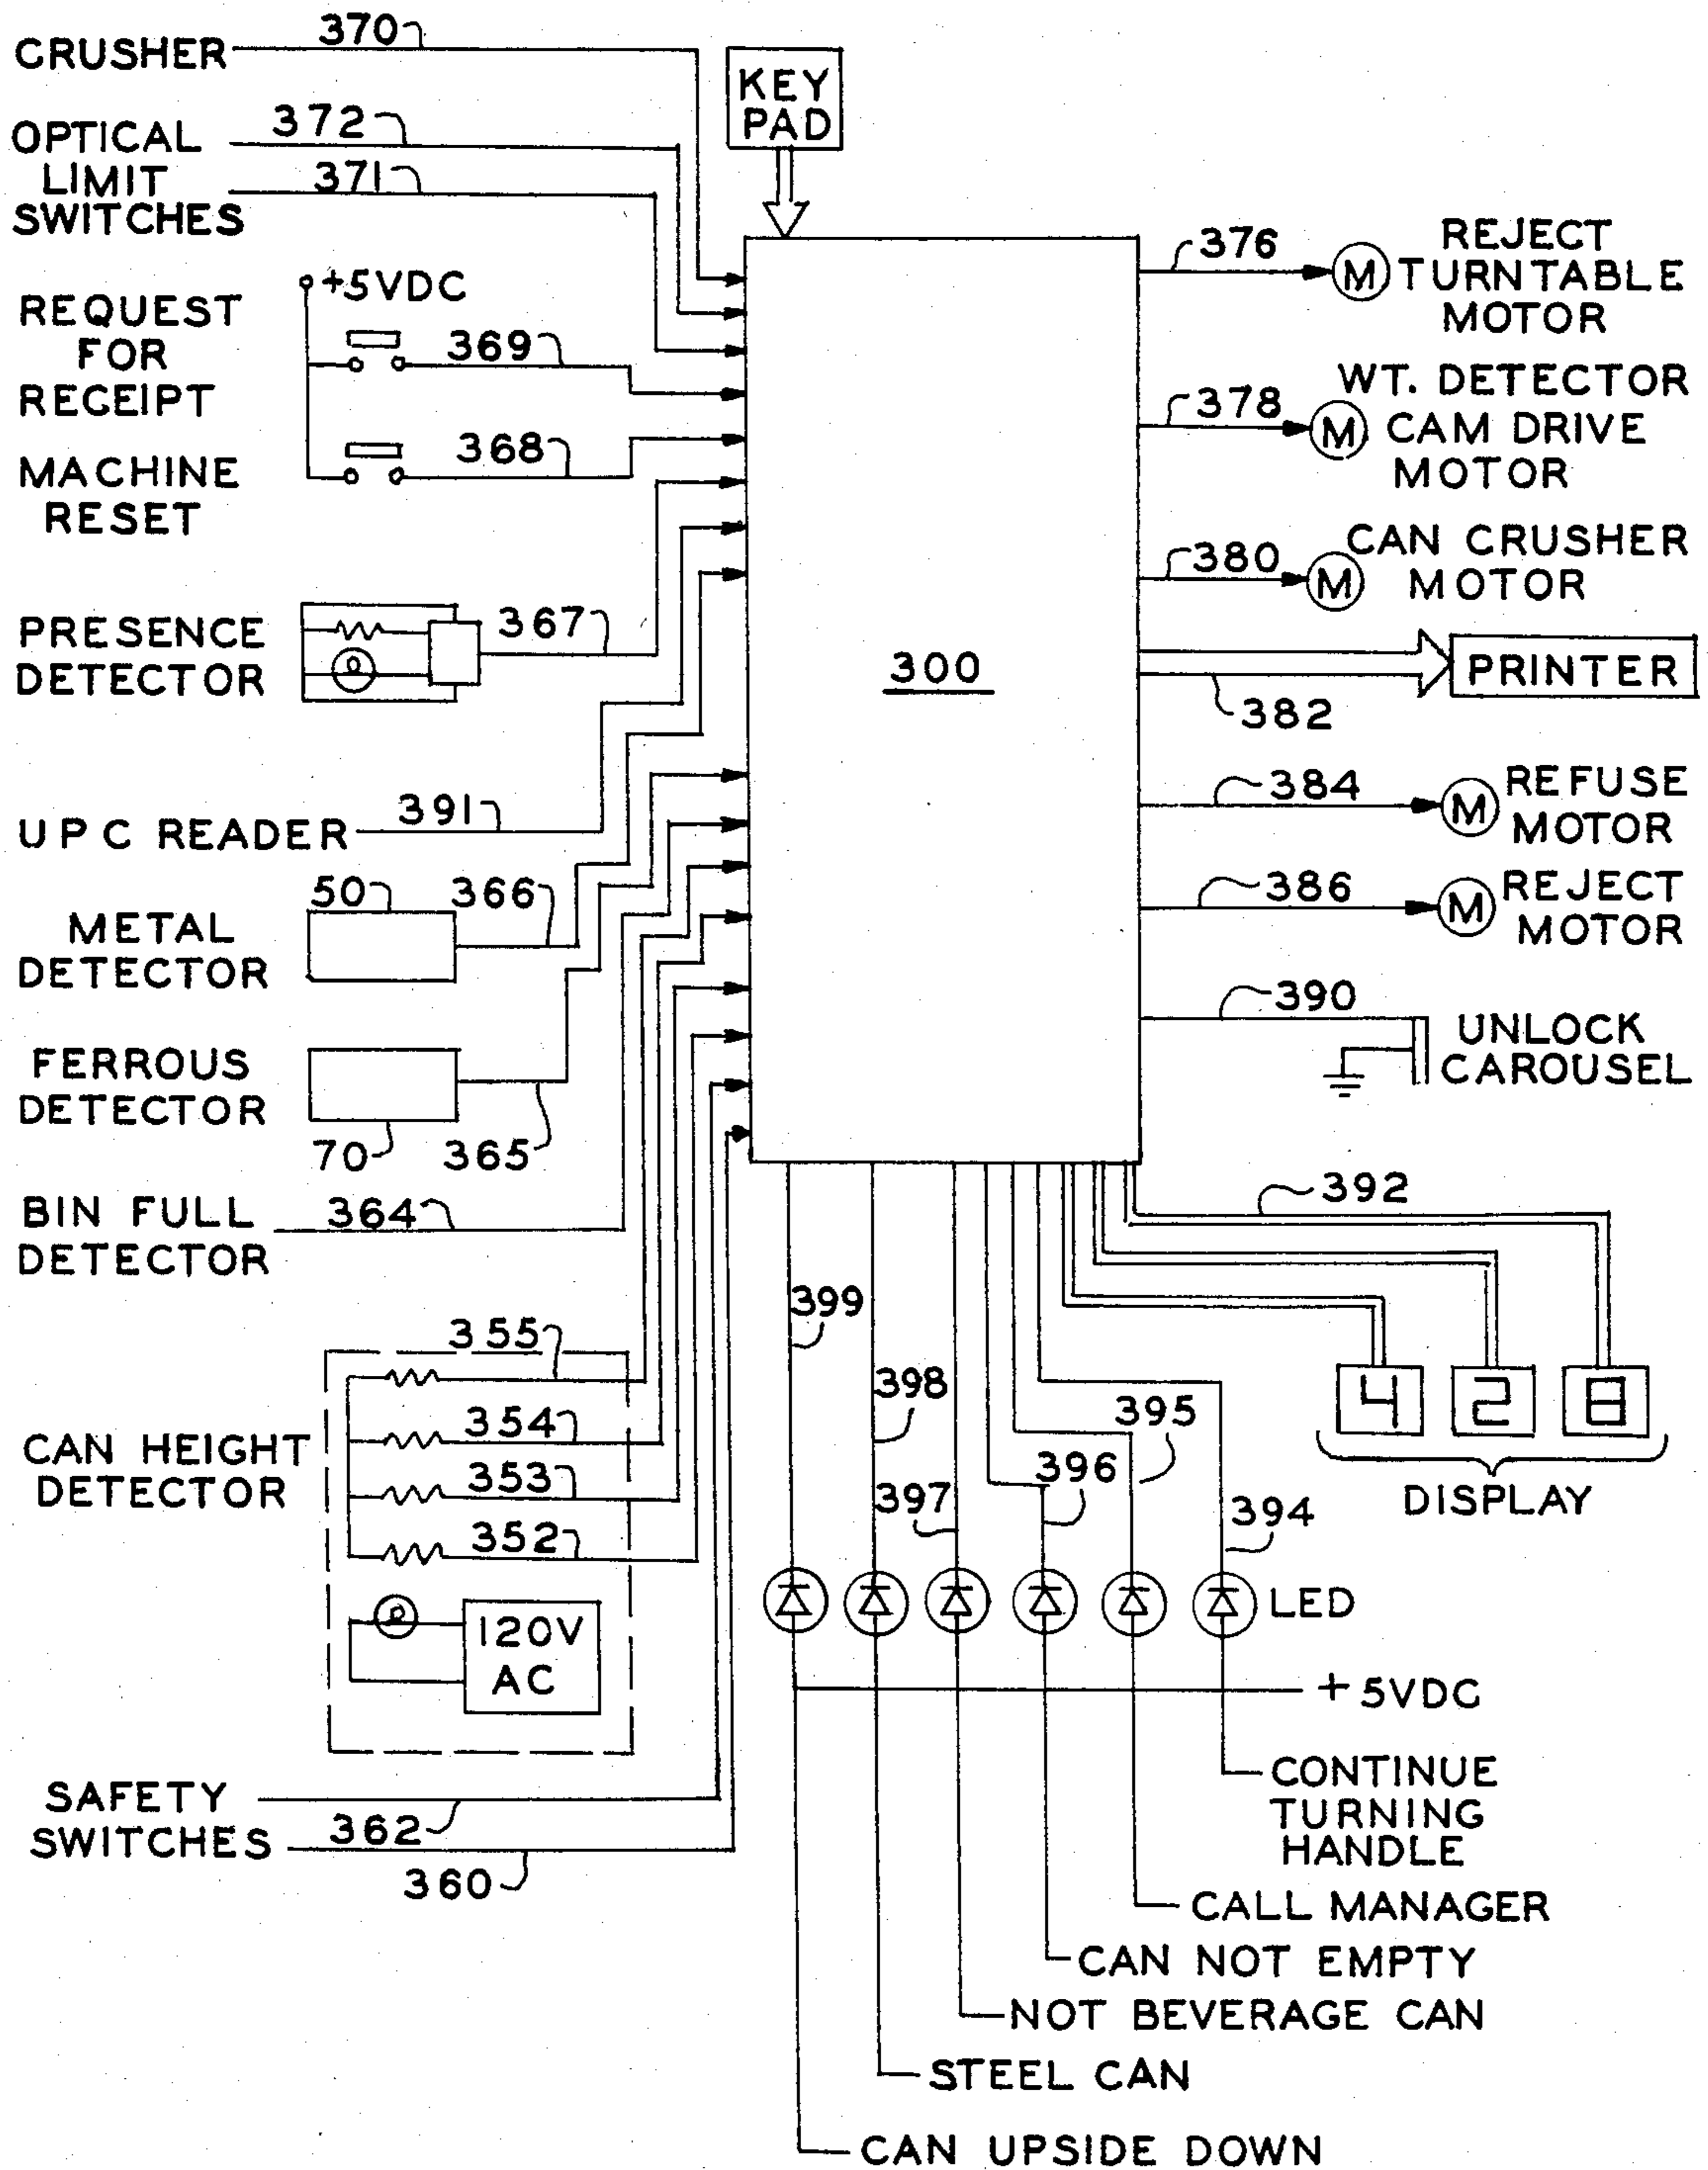 CRUSHER
370
OPTICAL
LIMIT
SWITCHES
372
371
KEY
PAD
+5VDC
REQUEST
FOR
RECEIPT
369
MACHINE
RESET
368
PRESENCE
DETECTOR
367
UPC READER
391
METAL
DETECTOR
50
366
FERROUS
DETECTOR
70
365
BIN FULL
DETECTOR
364
CAN HEIGHT
DETECTOR
355
354
353
352
120V
AC
SAFETY
SWITCHES
362
360
300
376
M
REJECT
TURNTABLE
MOTOR
378
M
WT. DETECTOR
CAM DRIVE
MOTOR
380
M
CAN CRUSHER
MOTOR
382
PRINTER
384
M
REFUSE
MOTOR
386
M
REJECT
MOTOR
390
UNLOCK
CAROUSEL
392
4 2 8
DISPLAY
399
398
397
396
395
394
LED
+5VDC
CONTINUE
TURNING
HANDLE
CALL MANAGER
CAN NOT EMPTY
NOT BEVERAGE CAN
STEEL CAN
CAN UPSIDE DOWN